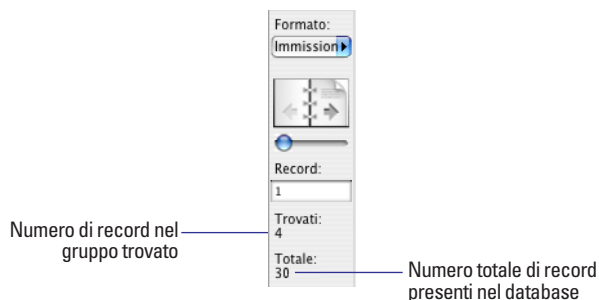 Formato:
Immission
Record:
1
Trovati:
4
Numero di record nel
gruppo trovato
Totale:
30
Numero totale di record
presenti nel database